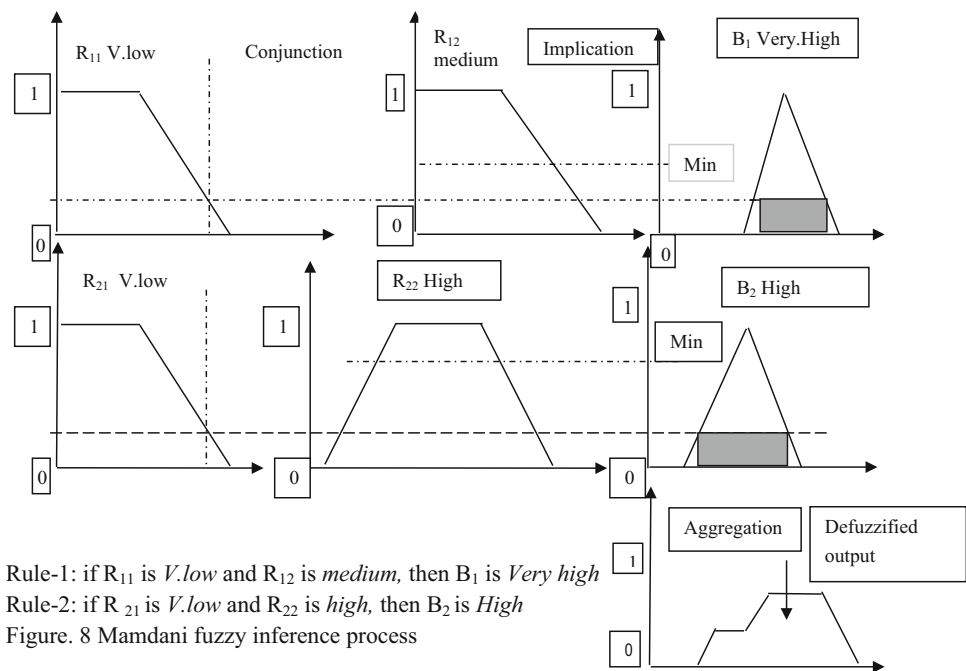 R11 V.low
Conjunction
R12
medium
Implication
B1 Very.High
1
1
1
Min
0
0
0
R21 V.low
R22 High
B2 High
1
1
1
Min
0
0
0
Aggregation
Defuzzified
output
1
0
Rule-1: if R11 is V.low and R12 is medium, then B1 is Very high
Rule-2: if R 21 is V.low and R22 is high, then B2 is High
Figure. 8 Mamdani fuzzy inference process